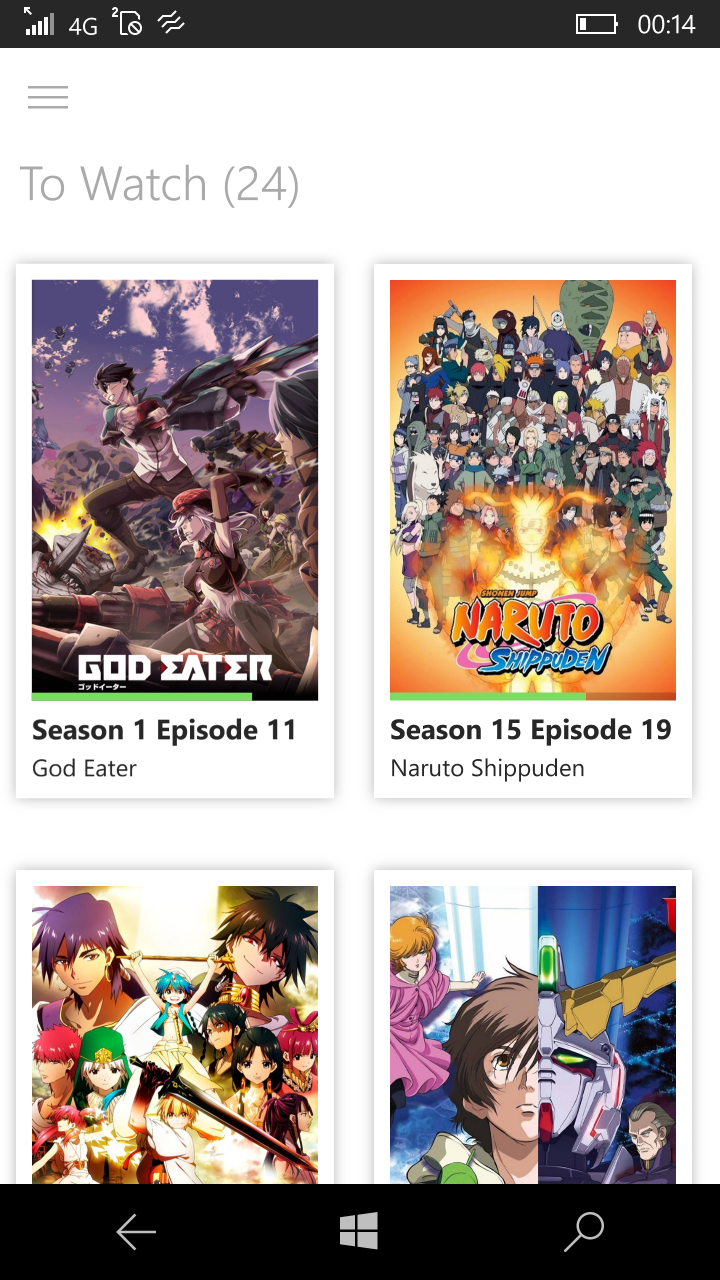 4G 2 00:14
To Watch (24)
GOD EATER
ゴッドイーター
SHONEN JUMP
NARUTO
SHIPPUDEN
Season 1 Episode 11
God Eater
Season 15 Episode 19
Naruto Shippuden